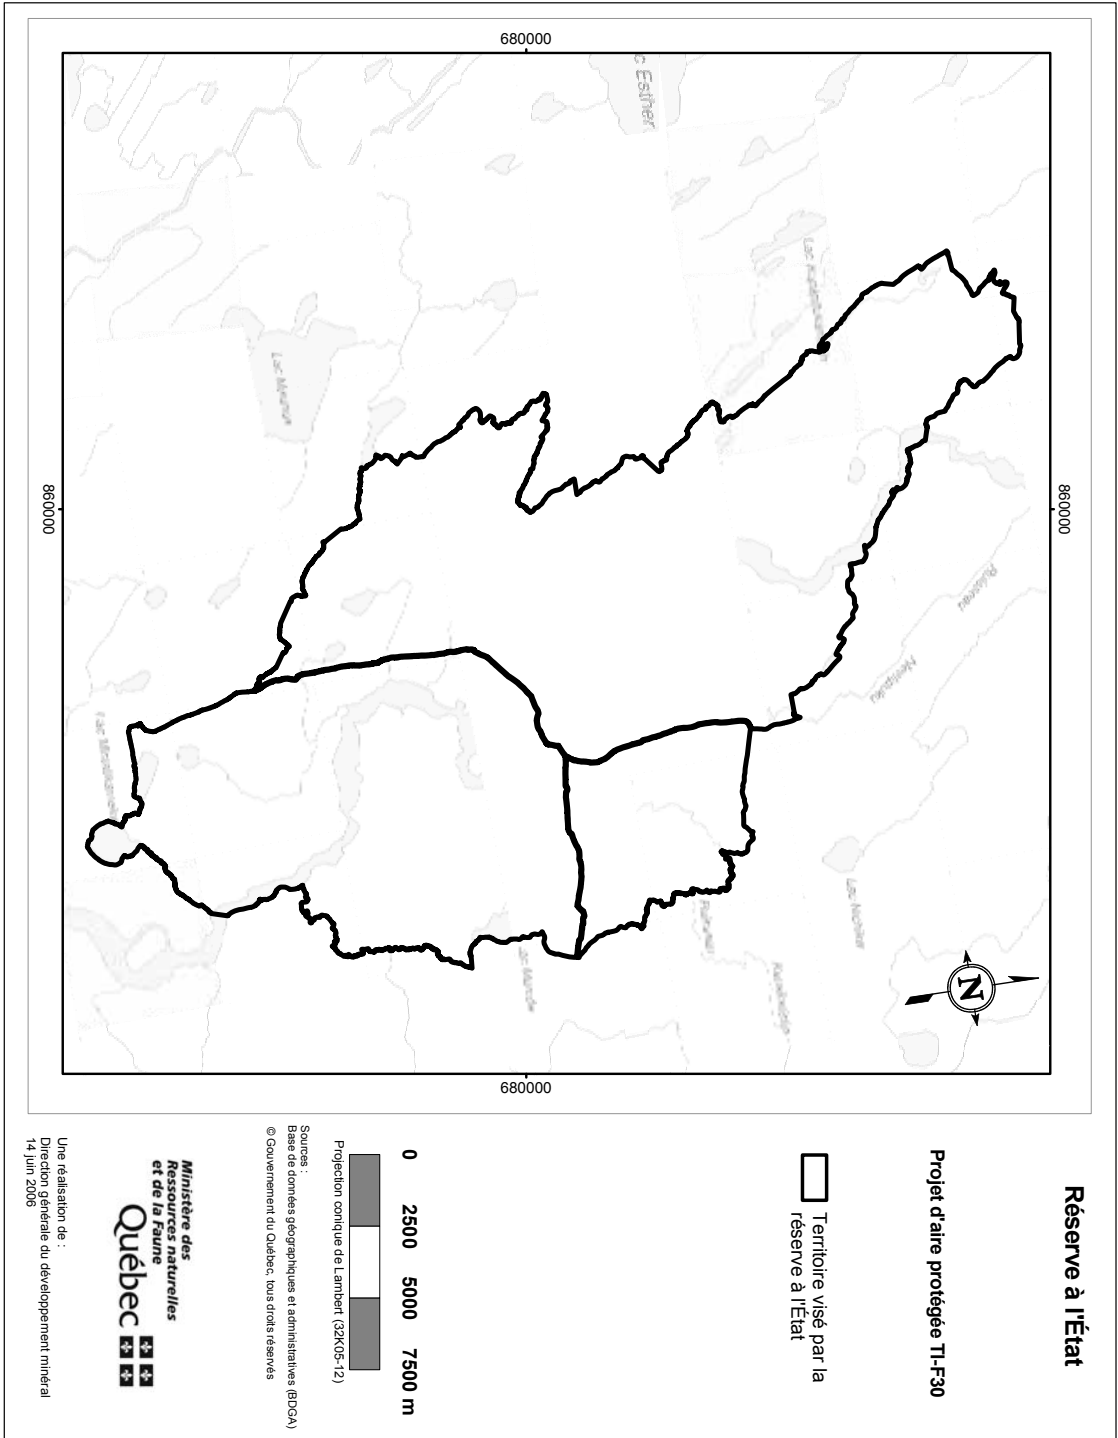 Réserve à l'État
Projet d'aire protégée TI-F30
Territoire visé par la
réserve à l'État
0 2500 5000 7500 m
Projection conique de Lambert (32K05-12)
Sources :
Base de données géographiques et administratives (BDGA)
© Gouvernement du Québec, tous droits réservés
Ministère des
Ressources naturelles
et de la Faune
Québec
Une réalisation de :
Direction générale du développement minéral
14 juin 2006
680000
860000
860000
680000
c Esther
Lac
Ruisseau
Lac
Lac
N